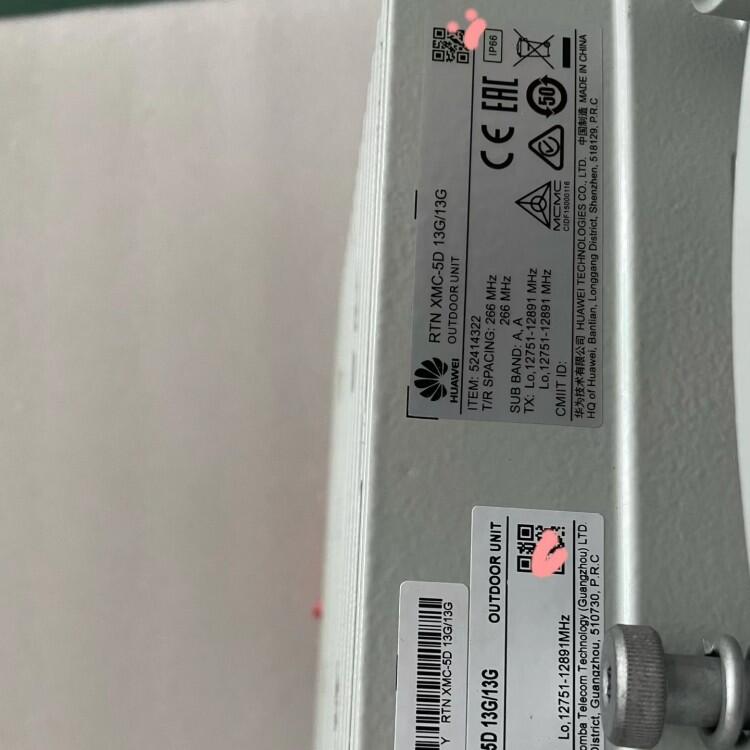 RTN XMC-5D 13G/13G
OUTDOOR UNIT
HUAWEI
IP66
ITEM: 52414322
T/R SPACING: 266 MHz
266 MHz
SUB BAND: A, A
TX: Lo,12751-12891 MHz
Lo,12751-12891 MHz
CMIIT ID:
CE EAC
50
MCMC
CIDF15000116
华为技术有限公司 HUAWEI TECHNOLOGIES CO., LTD. 中国制造 MADE IN CHINA
HQ of Huawei, Bantian, Longgang District, Shenzhen, 518129, P.R.C
OUTDOOR UNIT
5D 13G/13G
Lo,12751-12891MHz
omba Telecom Technology (Guangzhou) LTD.
District, Guangzhou, 510730, P.R.C
Y RTN XMC-5D 13G/13G